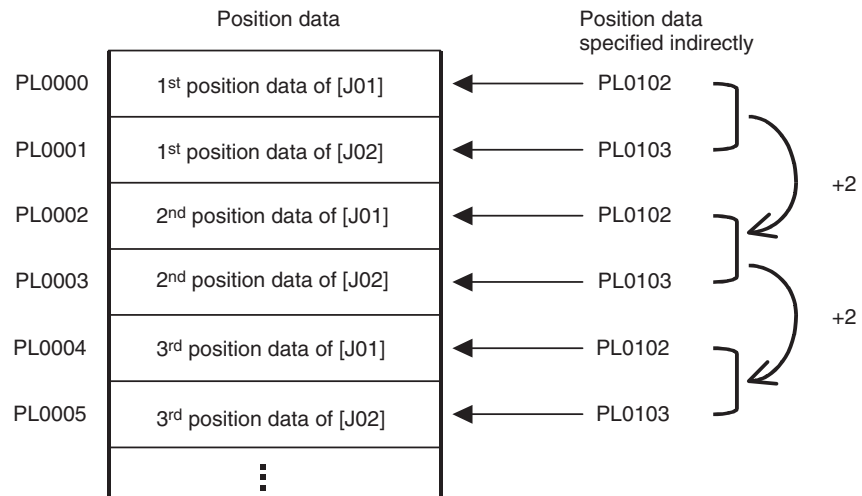 Position data
Position data
specified indirectly
PL0000 1st position data of [J01] PL0102
PL0001 1st position data of [J02] PL0103
+2
PL0002 2nd position data of [J01] PL0102
PL0003 2nd position data of [J02] PL0103
+2
PL0004 3rd position data of [J01] PL0102
PL0005 3rd position data of [J02] PL0103